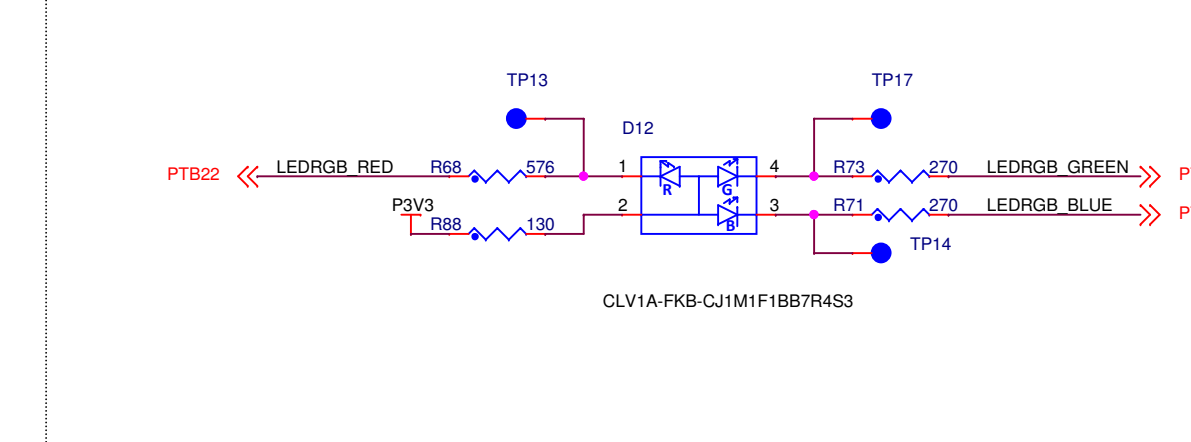 TP13
TP17
D12
PTB22
LEDRGB_RED
R68
576
1
R
G
4
R73
270
LEDRGB_GREEN
P
P3V3
R88
130
2
B
3
R71
270
LEDRGB_BLUE
P
TP14
CLV1A-FKB-CJ1M1F1BB7R4S3